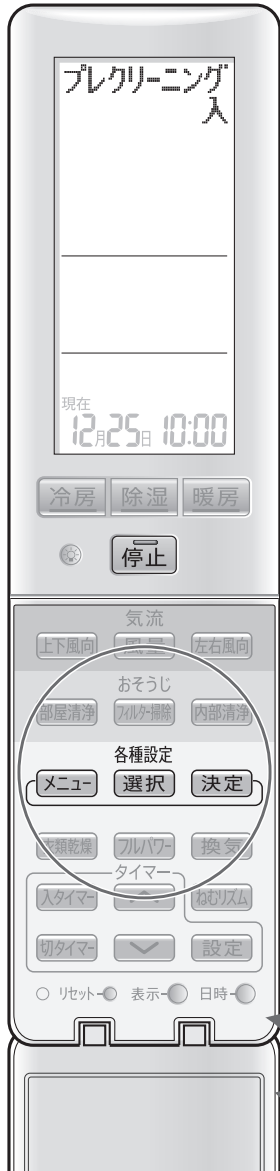 プレクリーニング
入
現在
12月25日 10:00
冷房 除湿 暖房
停止
気流
上下風向 風量 左右風向
おそうじ
部屋清浄 フィルター掃除 内部清浄
各種設定
メニュー 選択 決定
衣類乾燥 フルパワー 換気
タイマー
入タイマー ねむリズム
切タイマー 設定
リセット 表示 日時